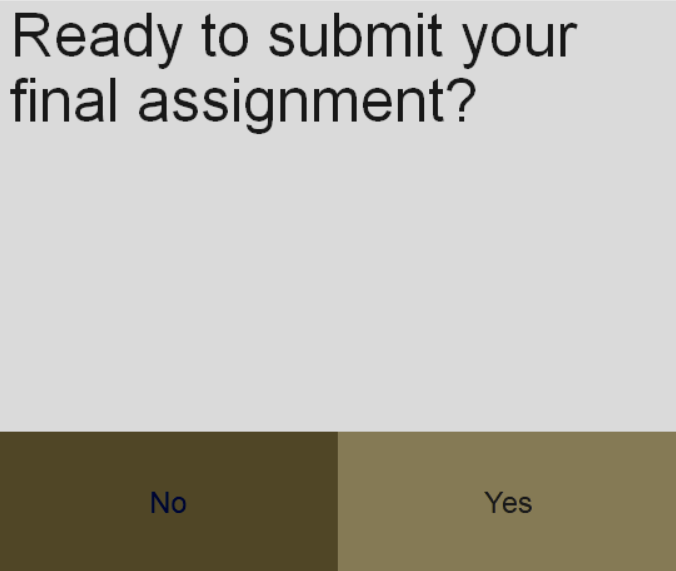 Ready to submit your
final assignment?
No
Yes